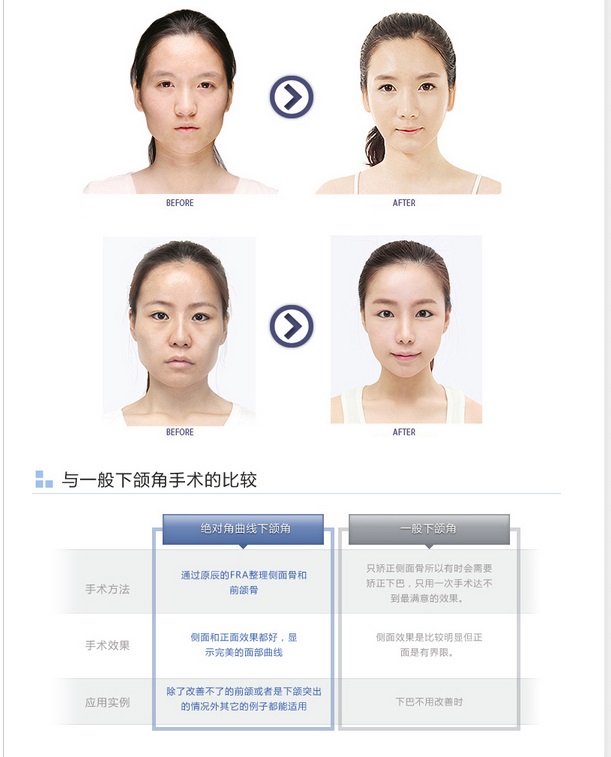 BEFORE
AFTER
BEFORE
AFTER
与一般下颌角手术的比较
绝对角曲线下颌角
一般下颌角
手术方法
通过原辰的FRA整理侧面骨和
前颌骨
只矫正侧面骨所以有时会需要
矫正下巴，只用一次手术达不
到最满意的效果。
手术效果
侧面和正面效果都好，显
示完美的面部曲线
侧面效果是比较明显但正
面是有界限。
应用实例
除了改善不了的前颌或者是下颌突出
的情况外其它的例子都能适用
下巴不用改善时